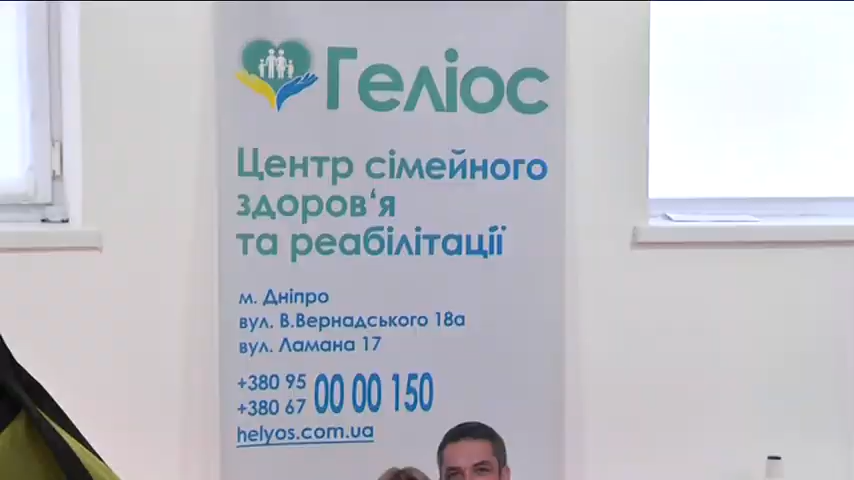 Геліос
Центр сімейного
здоров‘я
та реабілітації
м. Дніпро
вул. В.Вернадського 18а
вул. Ламана 17
+380 95 00 00 150
+380 67
helyos.com.ua